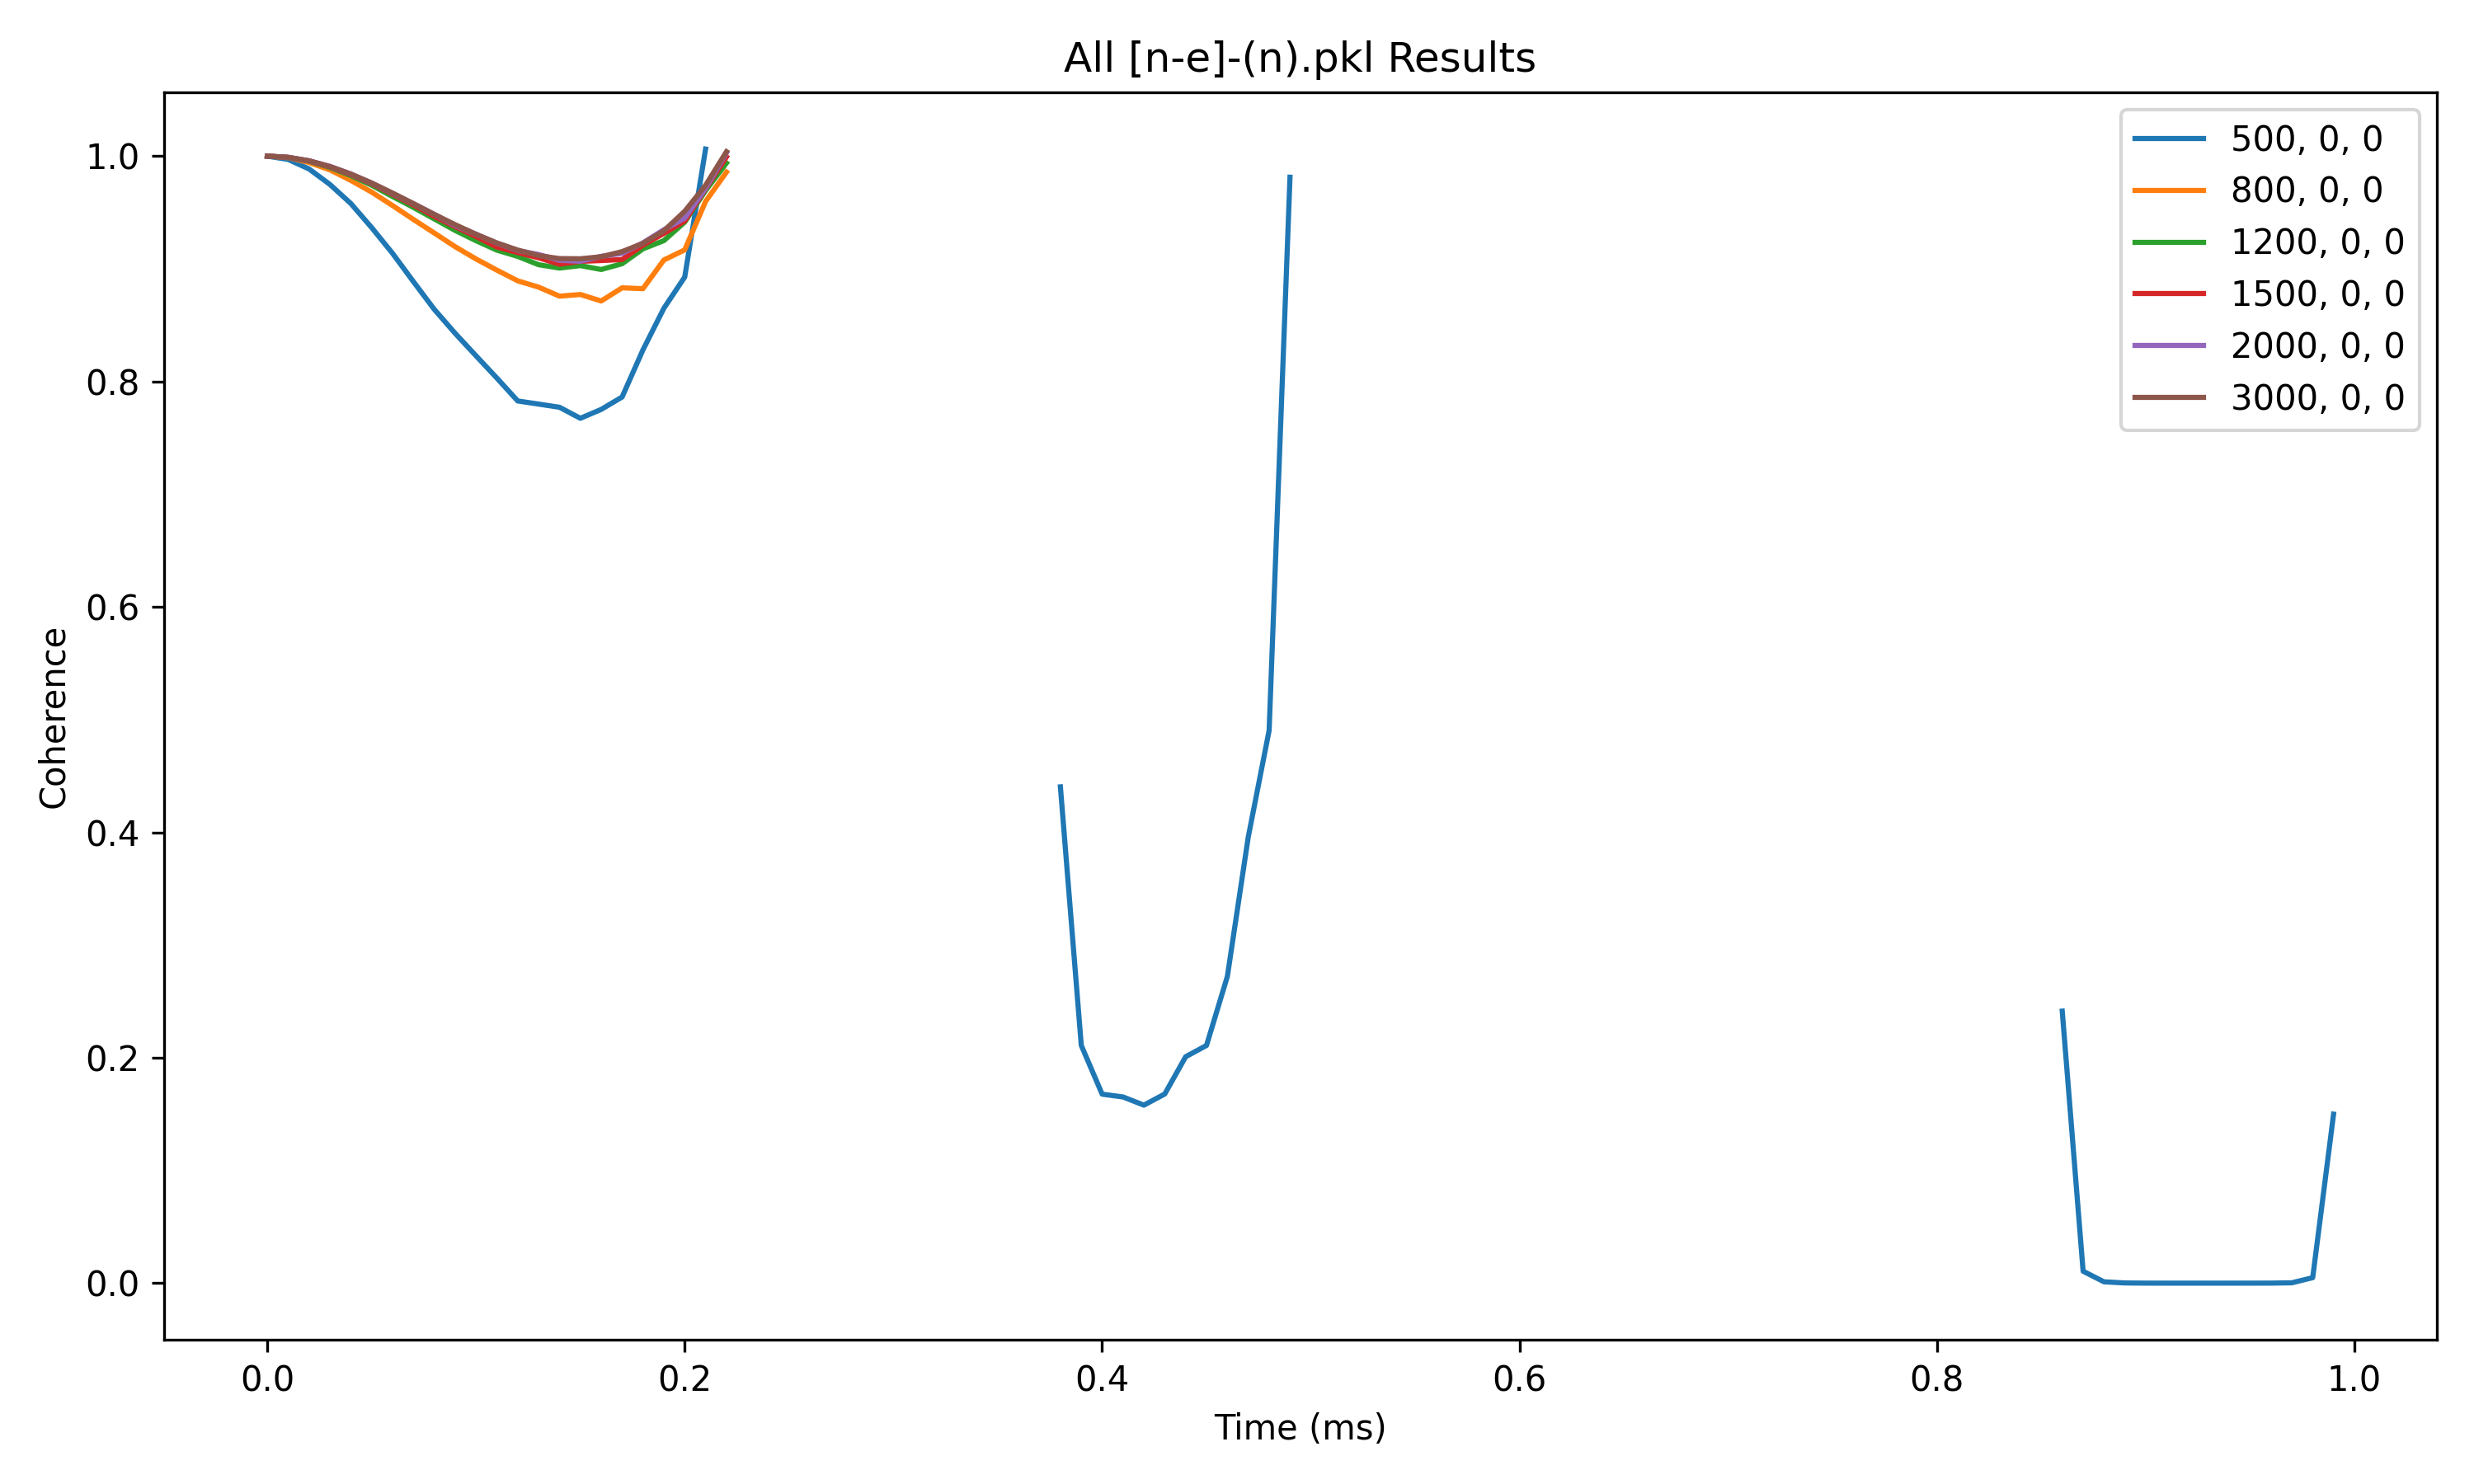 All [n-e]-(n).pkl Results
500, 0, 0
800, 0, 0
1200, 0, 0
1500, 0, 0
2000, 0, 0
3000, 0, 0
1.0
0.8
0.6
0.4
0.2
0.0
Coherence
0.0 0.2 0.4 0.6 0.8 1.0
Time (ms)